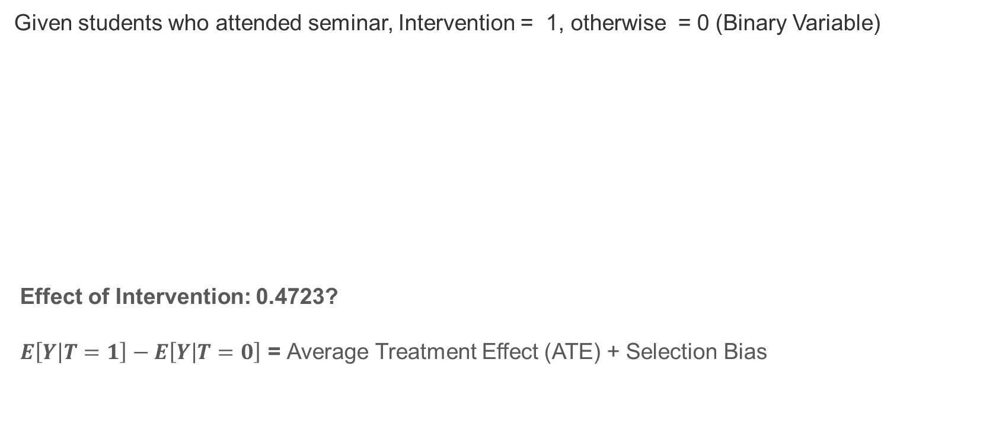 Given students who attended seminar, Intervention = 1, otherwise = 0 (Binary Variable)
Effect of Intervention: 0.4723?
E[Y|T = 1] − E[Y|T = 0] = Average Treatment Effect (ATE) + Selection Bias